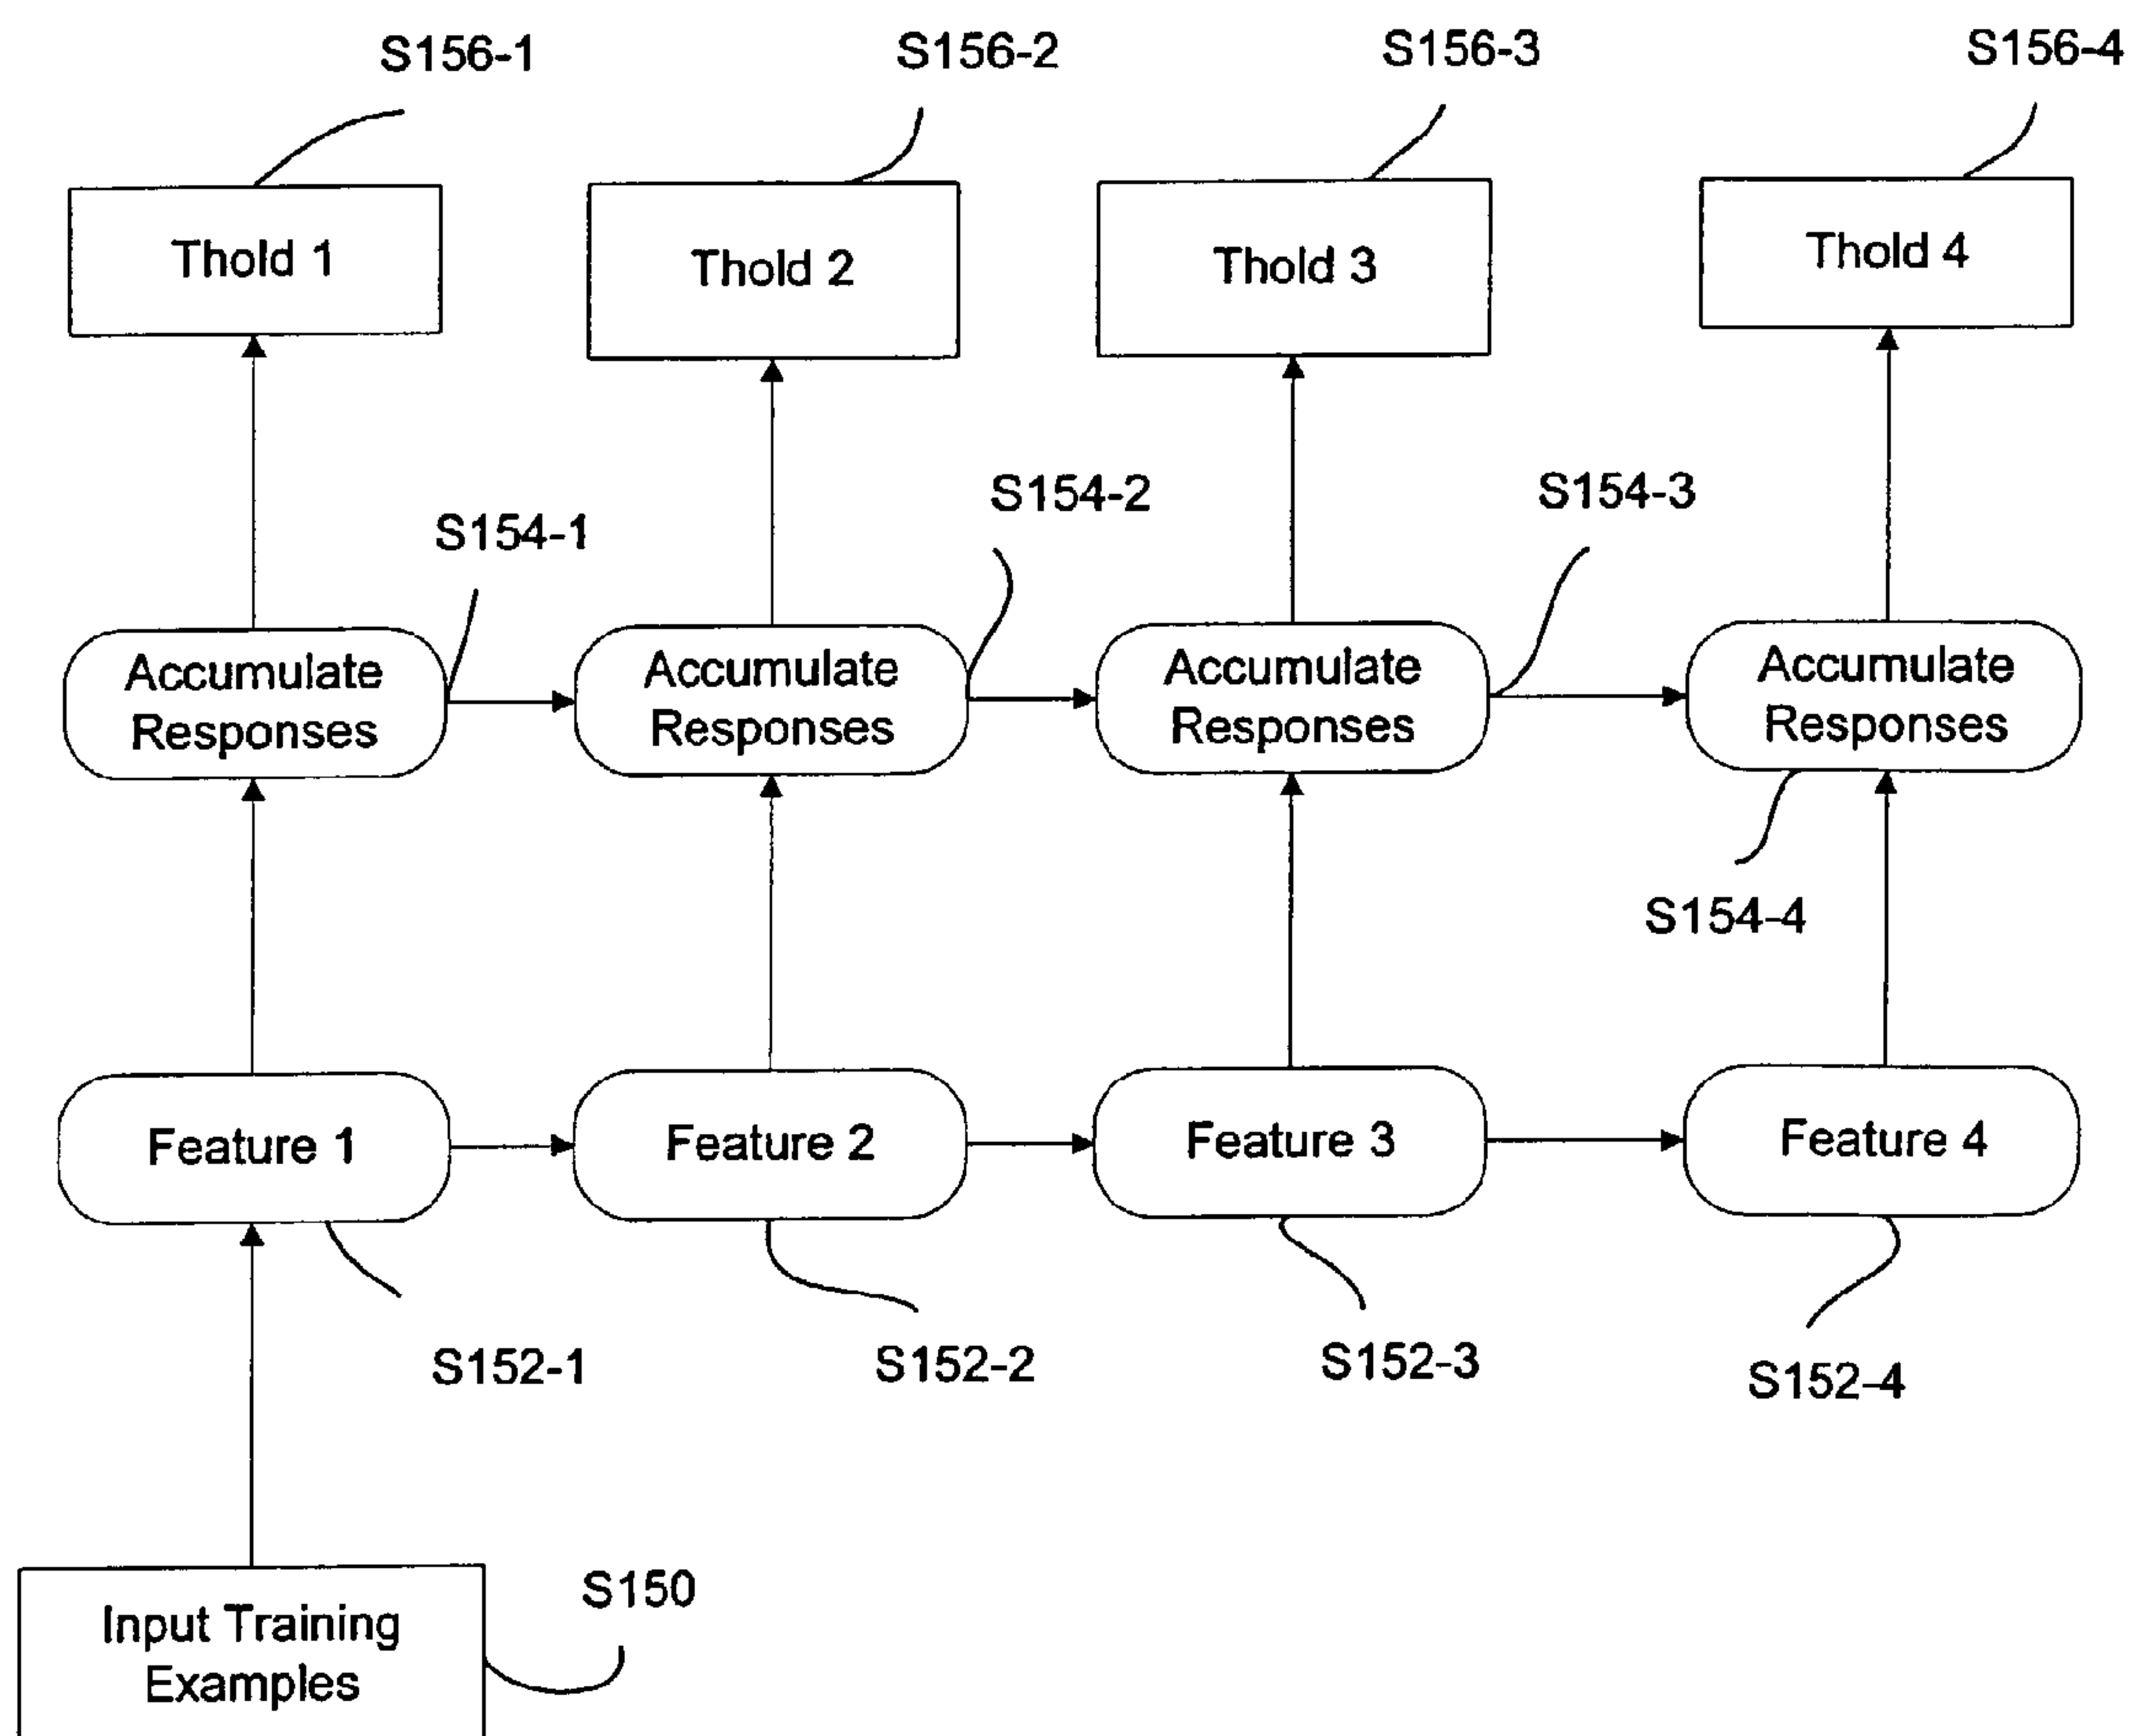 S156-1
S156-2
S156-3
S156-4
Thold 1
Thold 2
Thold 3
Thold 4
S154-1
S154-2
S154-3
Accumulate
Responses
Accumulate
Responses
Accumulate
Responses
Accumulate
Responses
S154-4
Feature 1
Feature 2
Feature 3
Feature 4
S152-1
S152-2
S152-3
S152-4
S150
Input Training
Examples